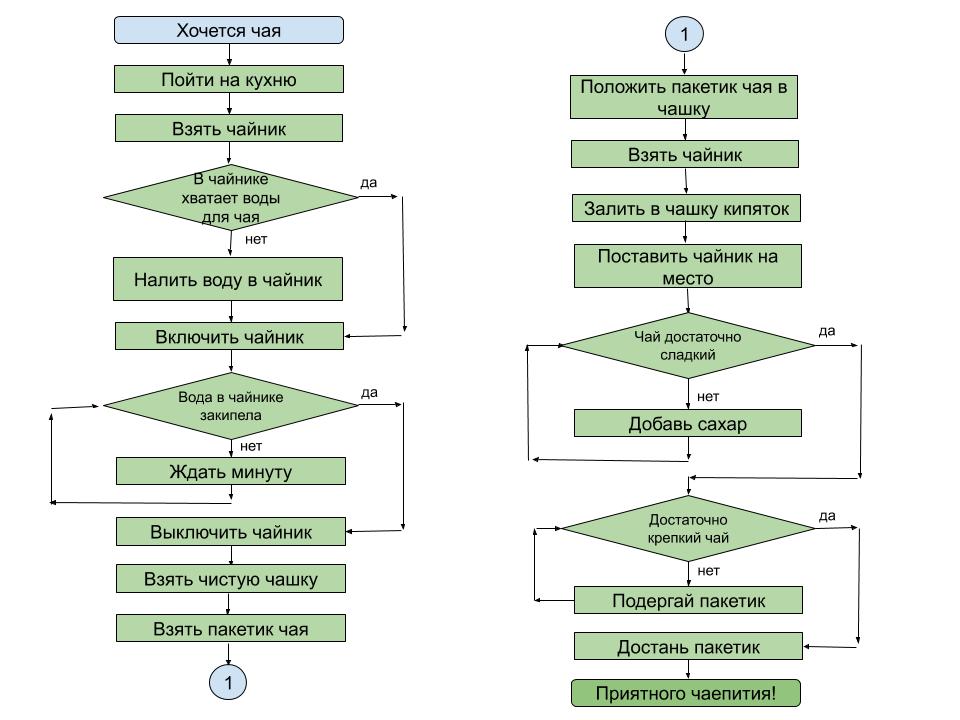 Хочется чая
Пойти на кухню
Взять чайник
В чайнике
хватает воды
для чая
да
нет
Налить воду в чайник
Включить чайник
Вода в чайнике
закипела
да
нет
Ждать минуту
Выключить чайник
Взять чистую чашку
Взять пакетик чая
1
1
Положить пакетик чая в
чашку
Взять чайник
Залить в чашку кипяток
Поставить чайник на
место
Чай достаточно
сладкий
да
нет
Добавь сахар
Достаточно
крепкий чай
да
нет
Подергай пакетик
Достань пакетик
Приятного чаепития!